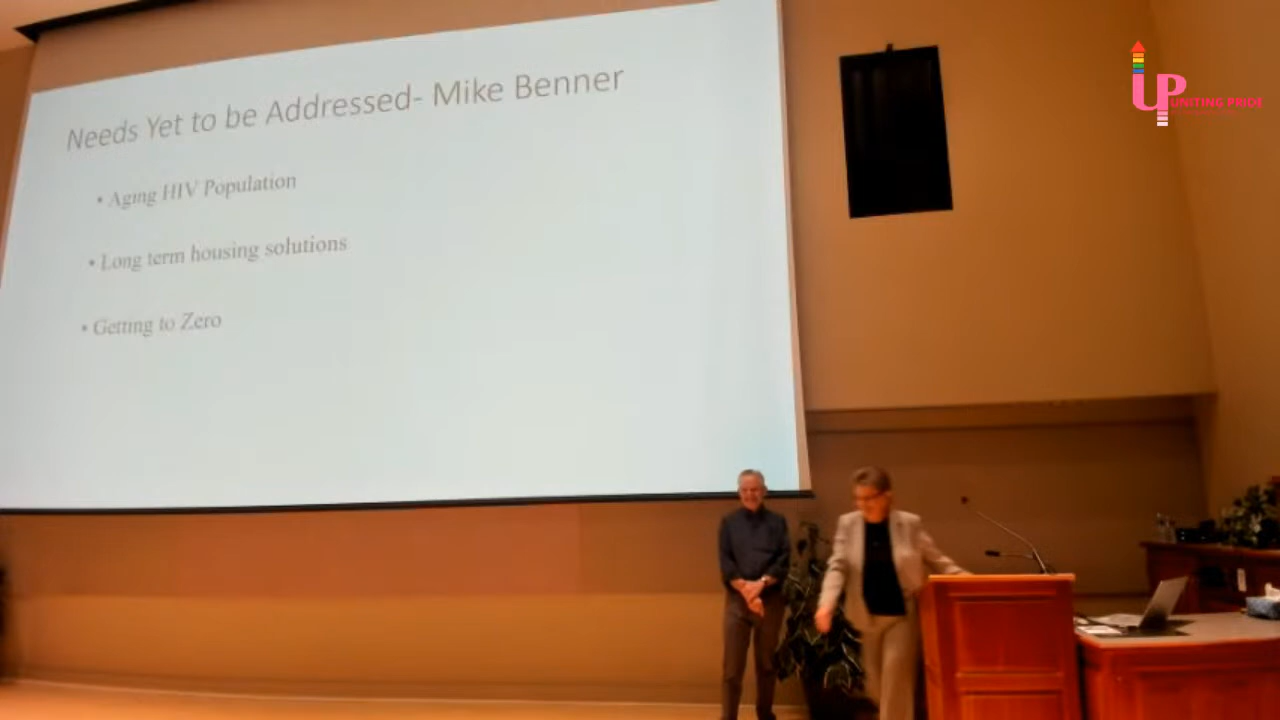 Needs Yet to be Addressed- Mike Benner
• Aging HIV Population
• Long term housing solutions
• Getting to Zero
UP
UNITING PRIDE